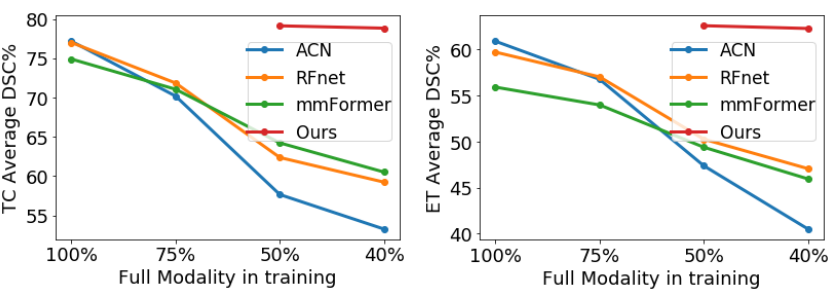 TC Average DSC%
80
75
70
65
60
55
100%
75%
50%
40%
Full Modality in training
ACN
RFnet
mmFormer
Ours
ET Average DSC%
60
55
50
45
40
100%
75%
50%
40%
Full Modality in training
ACN
RFnet
mmFormer
Ours